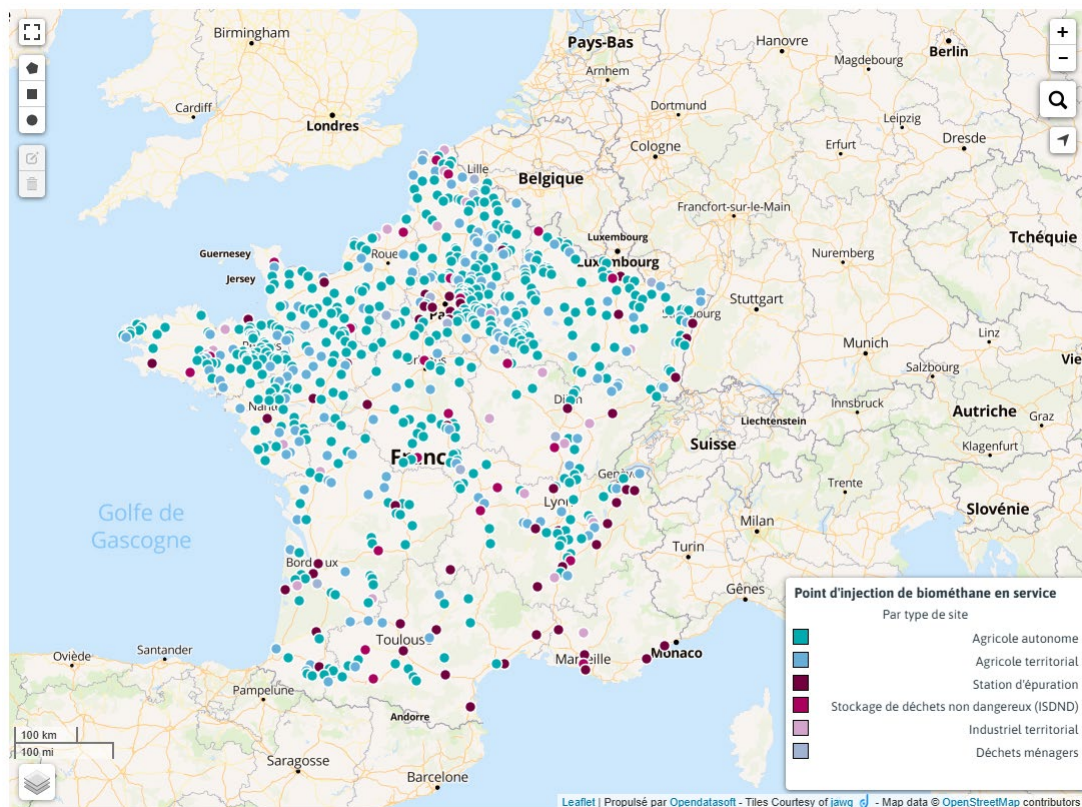 Birmingham
Pays-Bas
Hanovre
Berlin
Magdebourg
Arnhem
Cardiff
Londres
Dortmund
Leipzig
Dresde
Cologne
Erfurt
Lille
Belgique
Francfort-sur-le-Main
Tchéquie
Guernesey
Jersey
Luxembourg
Luxembourg
Nuremberg
Stuttgart
Linz
Munich
Salzbourg
Innsbruck
Autriche
Liechtenstein
Graz
Suisse
Klagenfurt
Trente
Slovénie
Milan
Turin
Gênes
Golfe de
Gascogne
Toulouse
Monaco
Oviède
Santander
Pampelune
Andorre
Saragosse
Barcelone
+
−
100 km
100 mi
Point d'injection de biométhane en service
Par type de site
Agricole autonome
Agricole territorial
Station d'épuration
Stockage de déchets non dangereux (ISDND)
Industriel territorial
Déchets ménagers
Leaflet | Propulsé par Opendatasoft - Tiles Courtesy of jawg - Map data © OpenStreetMap contributors